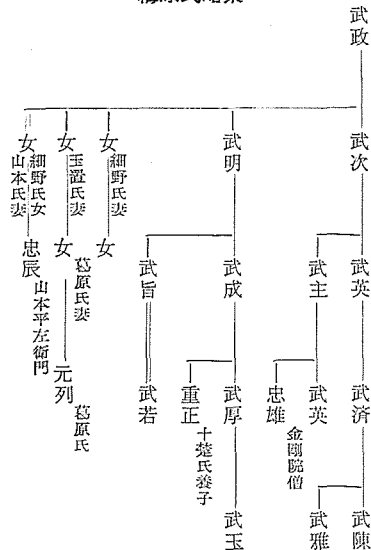 武政
武次
武英
武済
武陳
武主
武英
武雅
忠雄
金剛院僧
武明
武成
武厚
武玉
重正
十楚氏養子
武旨
武若
女
細野氏妻
女
女
玉置氏妻
女
葛原氏妻
元列
葛原氏
女
細野氏女
山本氏妻
忠辰
山本平左衛門